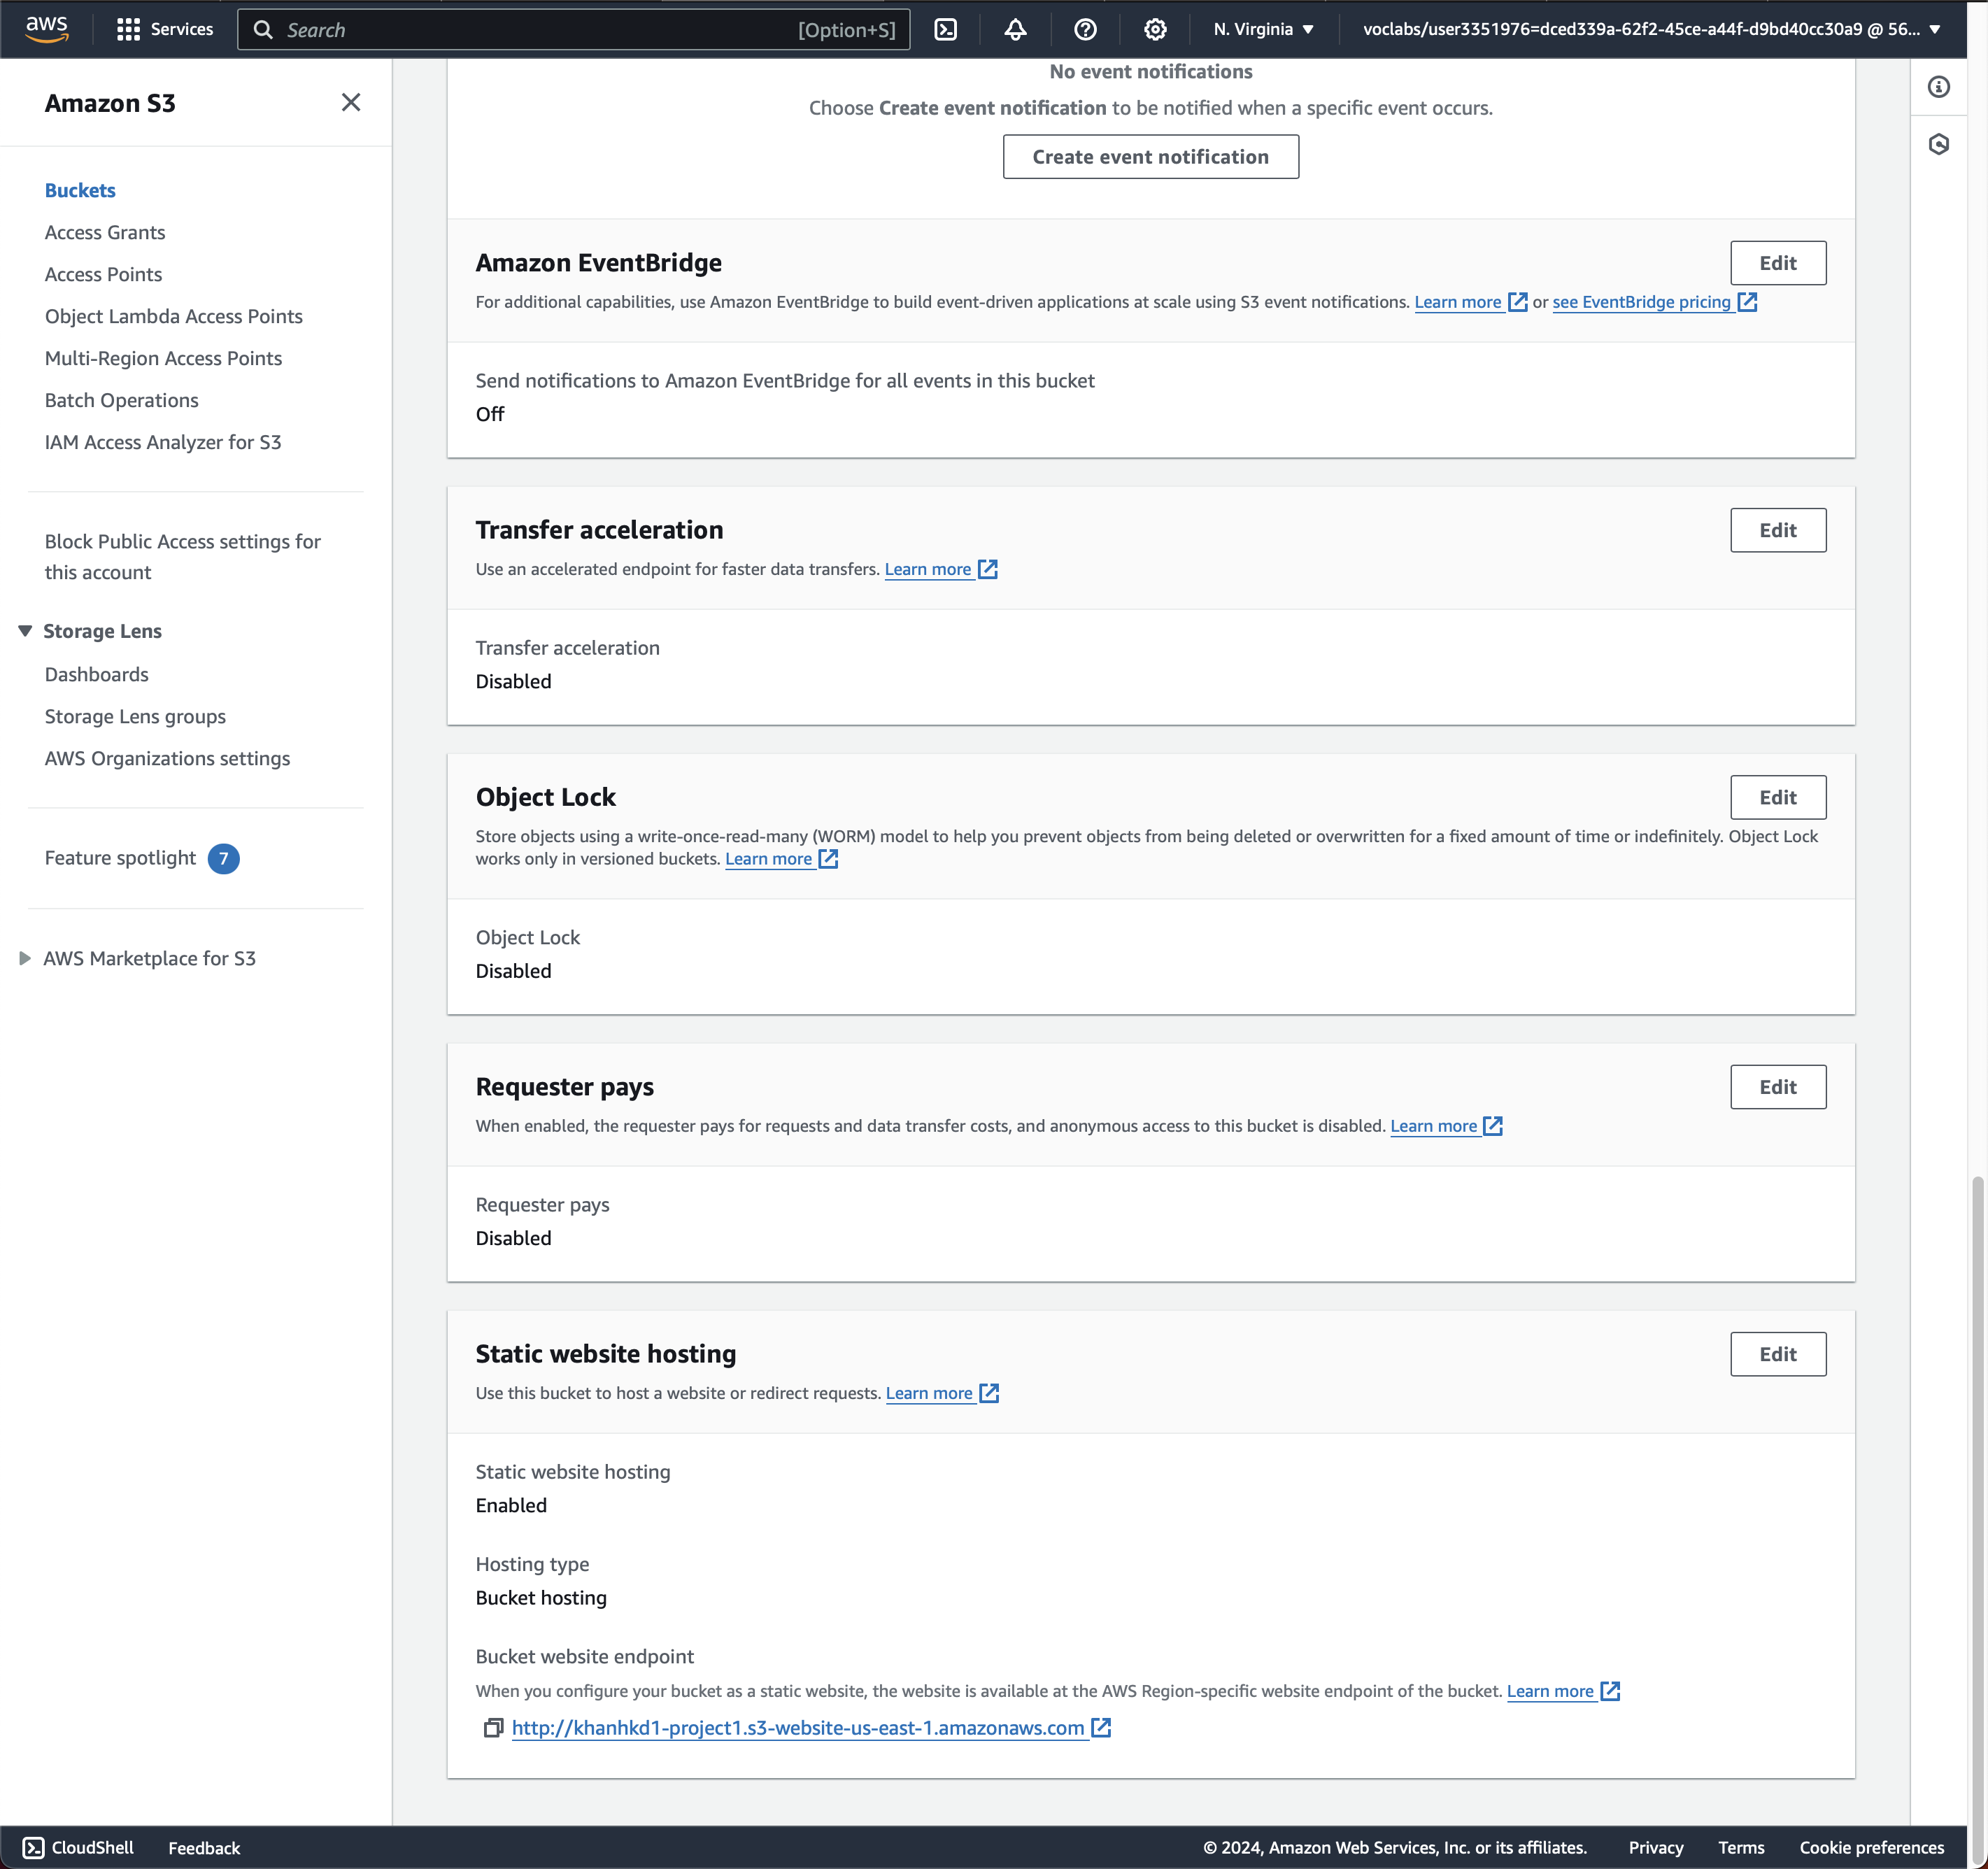 aws
Services
Search
[Option+S]
N. Virginia
voclabs/user3351976=dced339a-62f2-45ce-a44f-d9bd40cc30a9 @ 56...
Amazon S3
Buckets
Access Grants
Access Points
Object Lambda Access Points
Multi-Region Access Points
Batch Operations
IAM Access Analyzer for S3
Block Public Access settings for
this account
Storage Lens
Dashboards
Storage Lens groups
AWS Organizations settings
Feature spotlight 7
AWS Marketplace for S3
No event notifications
Choose Create event notification to be notified when a specific event occurs.
Create event notification
Amazon EventBridge
Edit
For additional capabilities, use Amazon EventBridge to build event-driven applications at scale using S3 event notifications. Learn more or see EventBridge pricing
Send notifications to Amazon EventBridge for all events in this bucket
Off
Transfer acceleration
Edit
Use an accelerated endpoint for faster data transfers. Learn more
Transfer acceleration
Disabled
Object Lock
Edit
Store objects using a write-once-read-many (WORM) model to help you prevent objects from being deleted or overwritten for a fixed amount of time or indefinitely. Object Lock
works only in versioned buckets. Learn more
Object Lock
Disabled
Requester pays
Edit
When enabled, the requester pays for requests and data transfer costs, and anonymous access to this bucket is disabled. Learn more
Requester pays
Disabled
Static website hosting
Edit
Use this bucket to host a website or redirect requests. Learn more
Static website hosting
Enabled
Hosting type
Bucket hosting
Bucket website endpoint
When you configure your bucket as a static website, the website is available at the AWS Region-specific website endpoint of the bucket. Learn more
http://khanhkd1-project1.s3-website-us-east-1.amazonaws.com
CloudShell
Feedback
© 2024, Amazon Web Services, Inc. or its affiliates.
Privacy
Terms
Cookie preferences